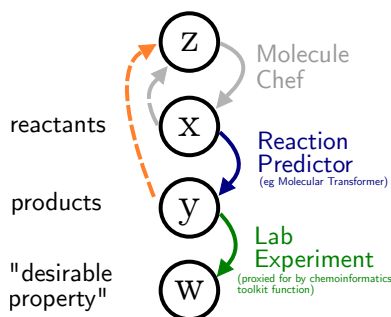 z
Molecule
Chef
reactants
x
Reaction
Predictor
(eg Molecular Transformer)
products
y
Lab
Experiment
(proxied for by chemoinformatics
toolkit function)
"desirable
property"
w